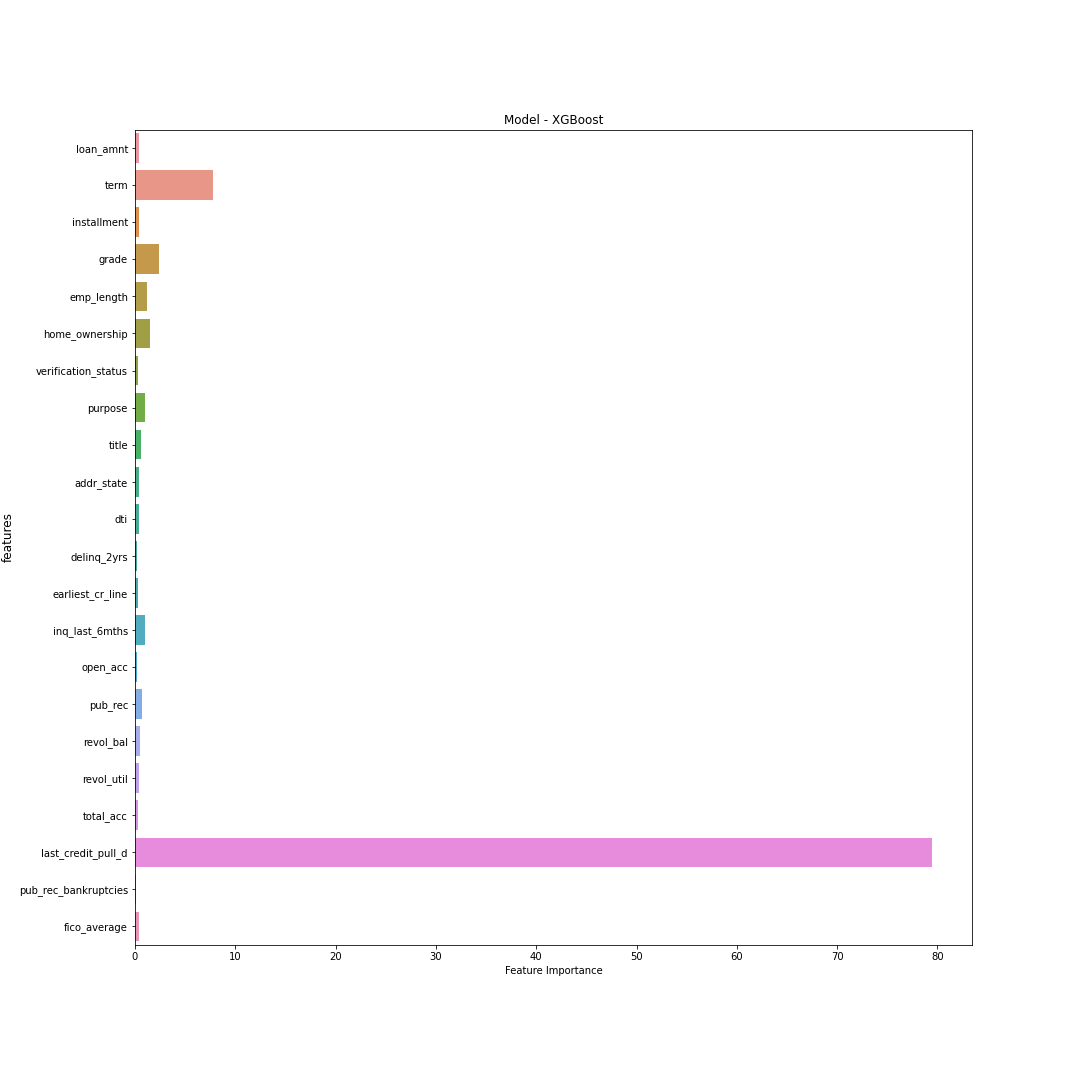 Model - XGBoost
features
loan_amnt
term
installment
grade
emp_length
home_ownership
verification_status
purpose
title
addr_state
dti
delinq_2yrs
earliest_cr_line
inq_last_6mths
open_acc
pub_rec
revol_bal
revol_util
total_acc
last_credit_pull_d
pub_rec_bankruptcies
fico_average
0 10 20 30 40 50 60 70 80
Feature Importance